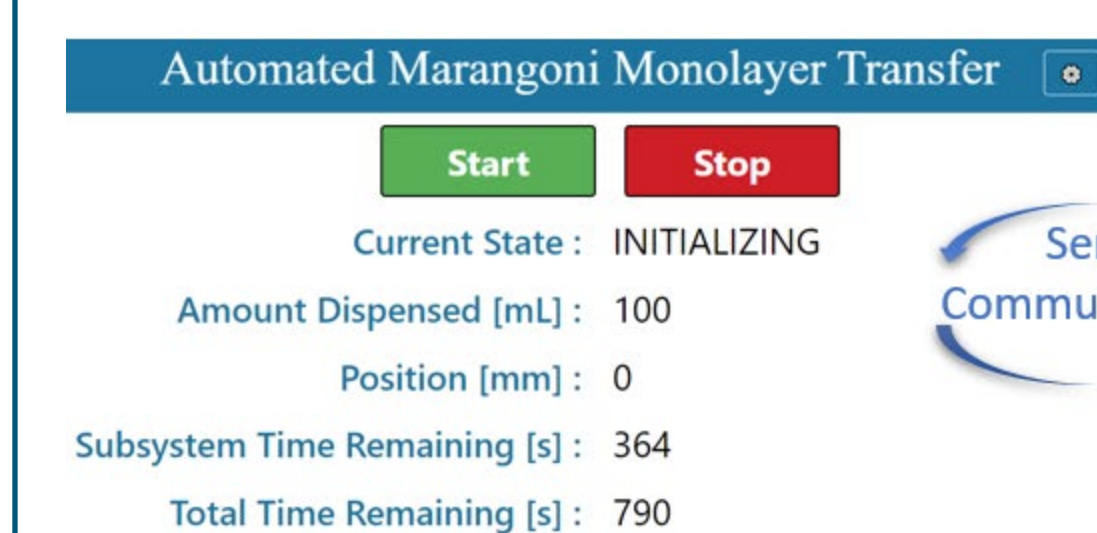 Automated Marangoni Monolayer Transfer
Start Stop
Current State : INITIALIZING
Amount Dispensed [mL] : 100
Position [mm] : 0
Subsystem Time Remaining [s] : 364
Total Time Remaining [s] : 790